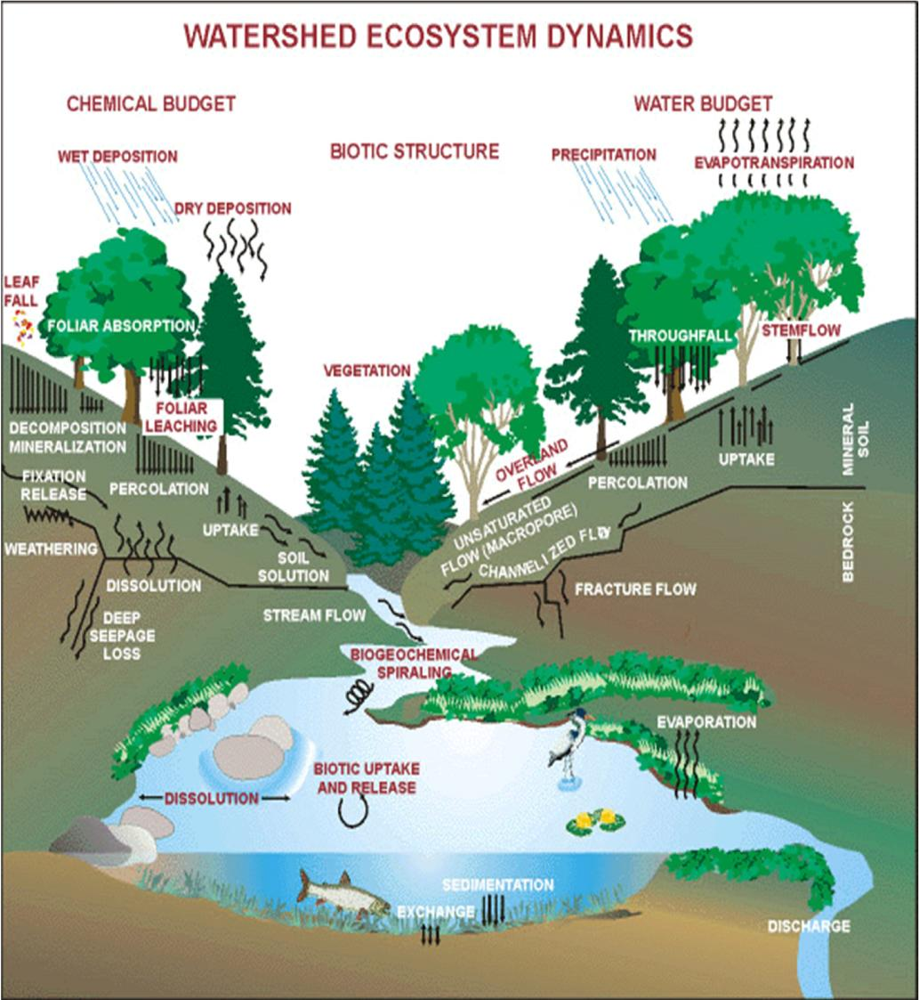 WATERSHED ECOSYSTEM DYNAMICS
CHEMICAL BUDGET
WATER BUDGET
BIOTIC STRUCTURE
WET DEPOSITION
PRECIPITATION
EVAPOTRANSPIRATION
DRY DEPOSITION
LEAF
FALL
FOLIAR ABSORPTION
THROUGHFALL
STEMFLOW
VEGETATION
FOLIAR
LEACHING
DECOMPOSITION
MINERALIZATION
MINERAL
SOIL
UPTAKE
OVERLAND
FLOW
FIXATION
RELEASE
PERCOLATION
PERCOLATION
UNSATURATED
FLOW (MACROPORE)
UPTAKE
BEDROCK
WEATHERING
SOIL
SOLUTION
CHANNELIZED
DISSOLUTION
FRACTURE FLOW
STREAM FLOW
DEEP
SEEPAGE
LOSS
BIOGEOCHEMICAL
SPIRALING
EVAPORATION
BIOTIC UPTAKE
AND RELEASE
DISSOLUTION
SEDIMENTATION
EXCHANGE
DISCHARGE